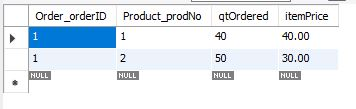 Order_orderID Product_prodNo qtOrdered itemPrice
1 1 40 40.00
1 2 50 30.00
NULL NULL NULL NULL